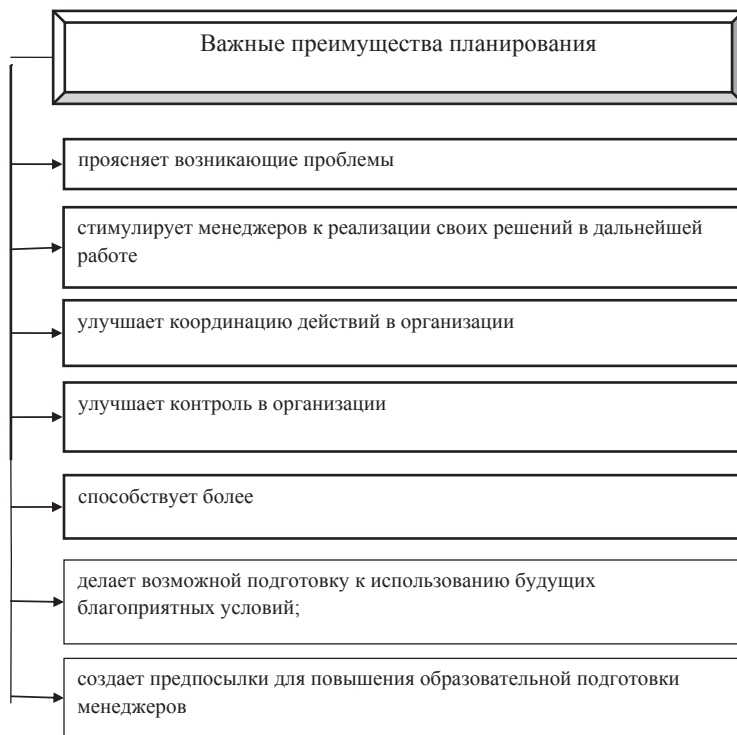 Важные преимущества планирования
проясняет возникающие проблемы
стимулирует менеджеров к реализации своих решений в дальнейшей
работе
улучшает координацию действий в организации
улучшает контроль в организации
способствует более
делает возможной подготовку к использованию будущих
благоприятных условий;
создает предпосылки для повышения образовательной подготовки
менеджеров